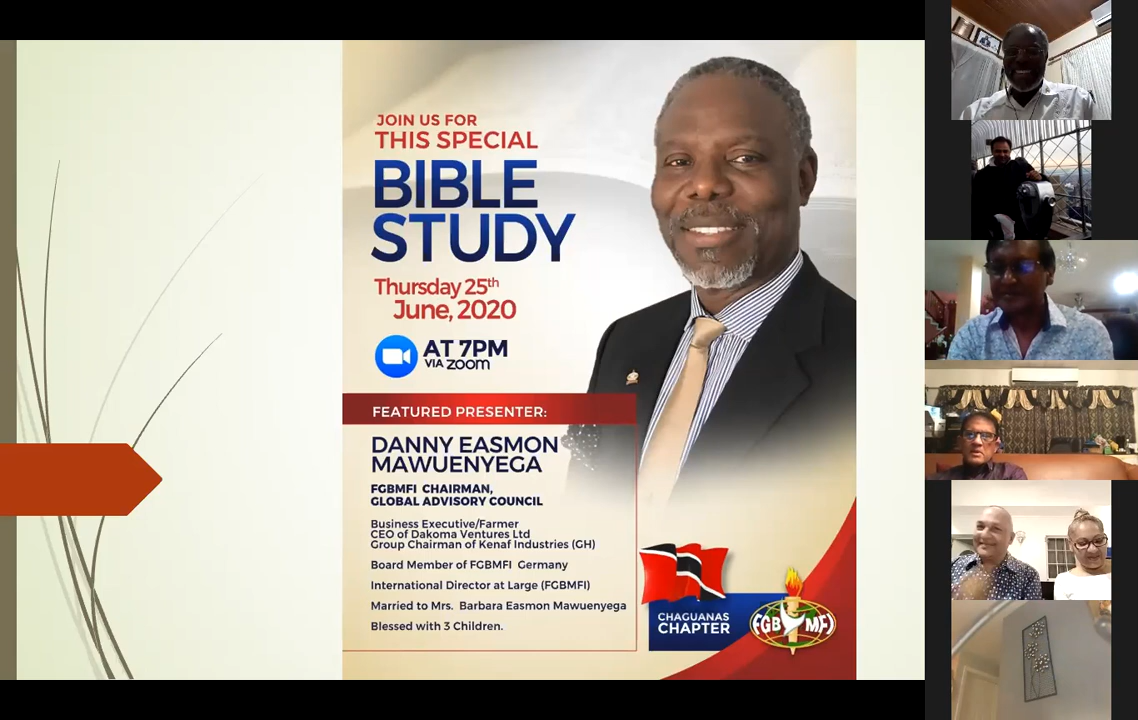 JOIN US FOR
THIS SPECIAL
BIBLE
STUDY
Thursday 25th
June, 2020
AT 7PM
VIA zoom
FEATURED PRESENTER:
DANNY EASMON
MAWUENYEGA
FGBMFI CHAIRMAN,
GLOBAL ADVISORY COUNCIL
Business Executive/Farmer
CEO of Dakoma Ventures Ltd
Group Chairman of Kenaf Industries (GH)
Board Member of FGBMFI Germany
International Director at Large (FGBMFI)
Married to Mrs. Barbara Easmon Mawuenyega
Blessed with 3 Children.
CHAGUANAS
CHAPTER
FGB MFI